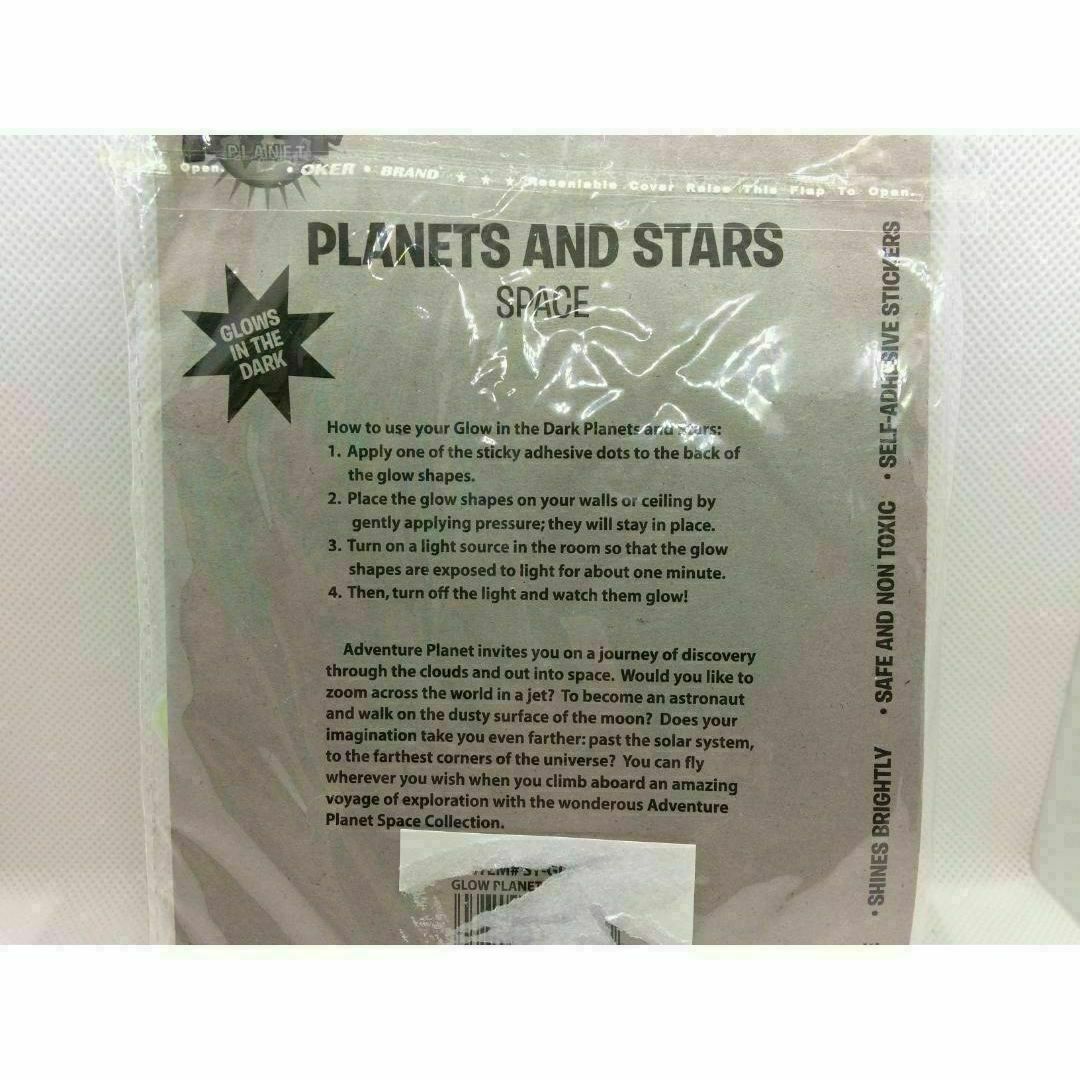 PLANET
Open.
• OKER • BRAND ★ ★ ★ Resenlable Cover Raise This Flap To Open.
PLANETS AND STARS
SPACE
GLOWS
IN THE
DARK
How to use your Glow in the Dark Planets and Stars:
1. Apply one of the sticky adhesive dots to the back of
the glow shapes.
2. Place the glow shapes on your walls or ceiling by
gently applying pressure; they will stay in place.
3. Turn on a light source in the room so that the glow
shapes are exposed to light for about one minute.
4. Then, turn off the light and watch them glow!
Adventure Planet invites you on a journey of discovery
through the clouds and out into space. Would you like to
zoom across the world in a jet? To become an astronaut
and walk on the dusty surface of the moon? Does your
imagination take you even farther: past the solar system,
to the farthest corners of the universe? You can fly
wherever you wish when you climb aboard an amazing
voyage of exploration with the wonderous Adventure
Planet Space Collection.
GLOW PLANET
• SHINES BRIGHTLY • SAFE AND NON TOXIC • SELF-ADHESIVE STICKERS